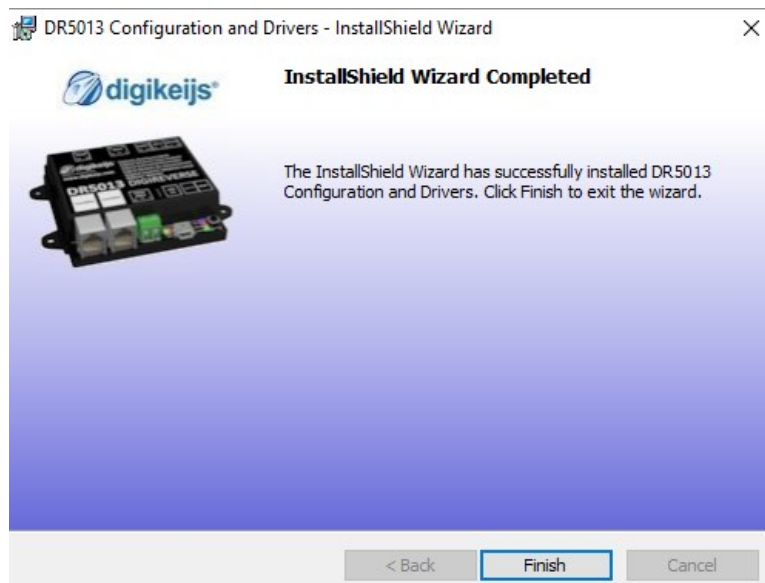 DR5013 Configuration and Drivers - InstallShield Wizard
digikeijs®
InstallShield Wizard Completed
The InstallShield Wizard has successfully installed DR5013
Configuration and Drivers. Click Finish to exit the wizard.
DR5013 DIGIREVERSE
< Back
Finish
Cancel